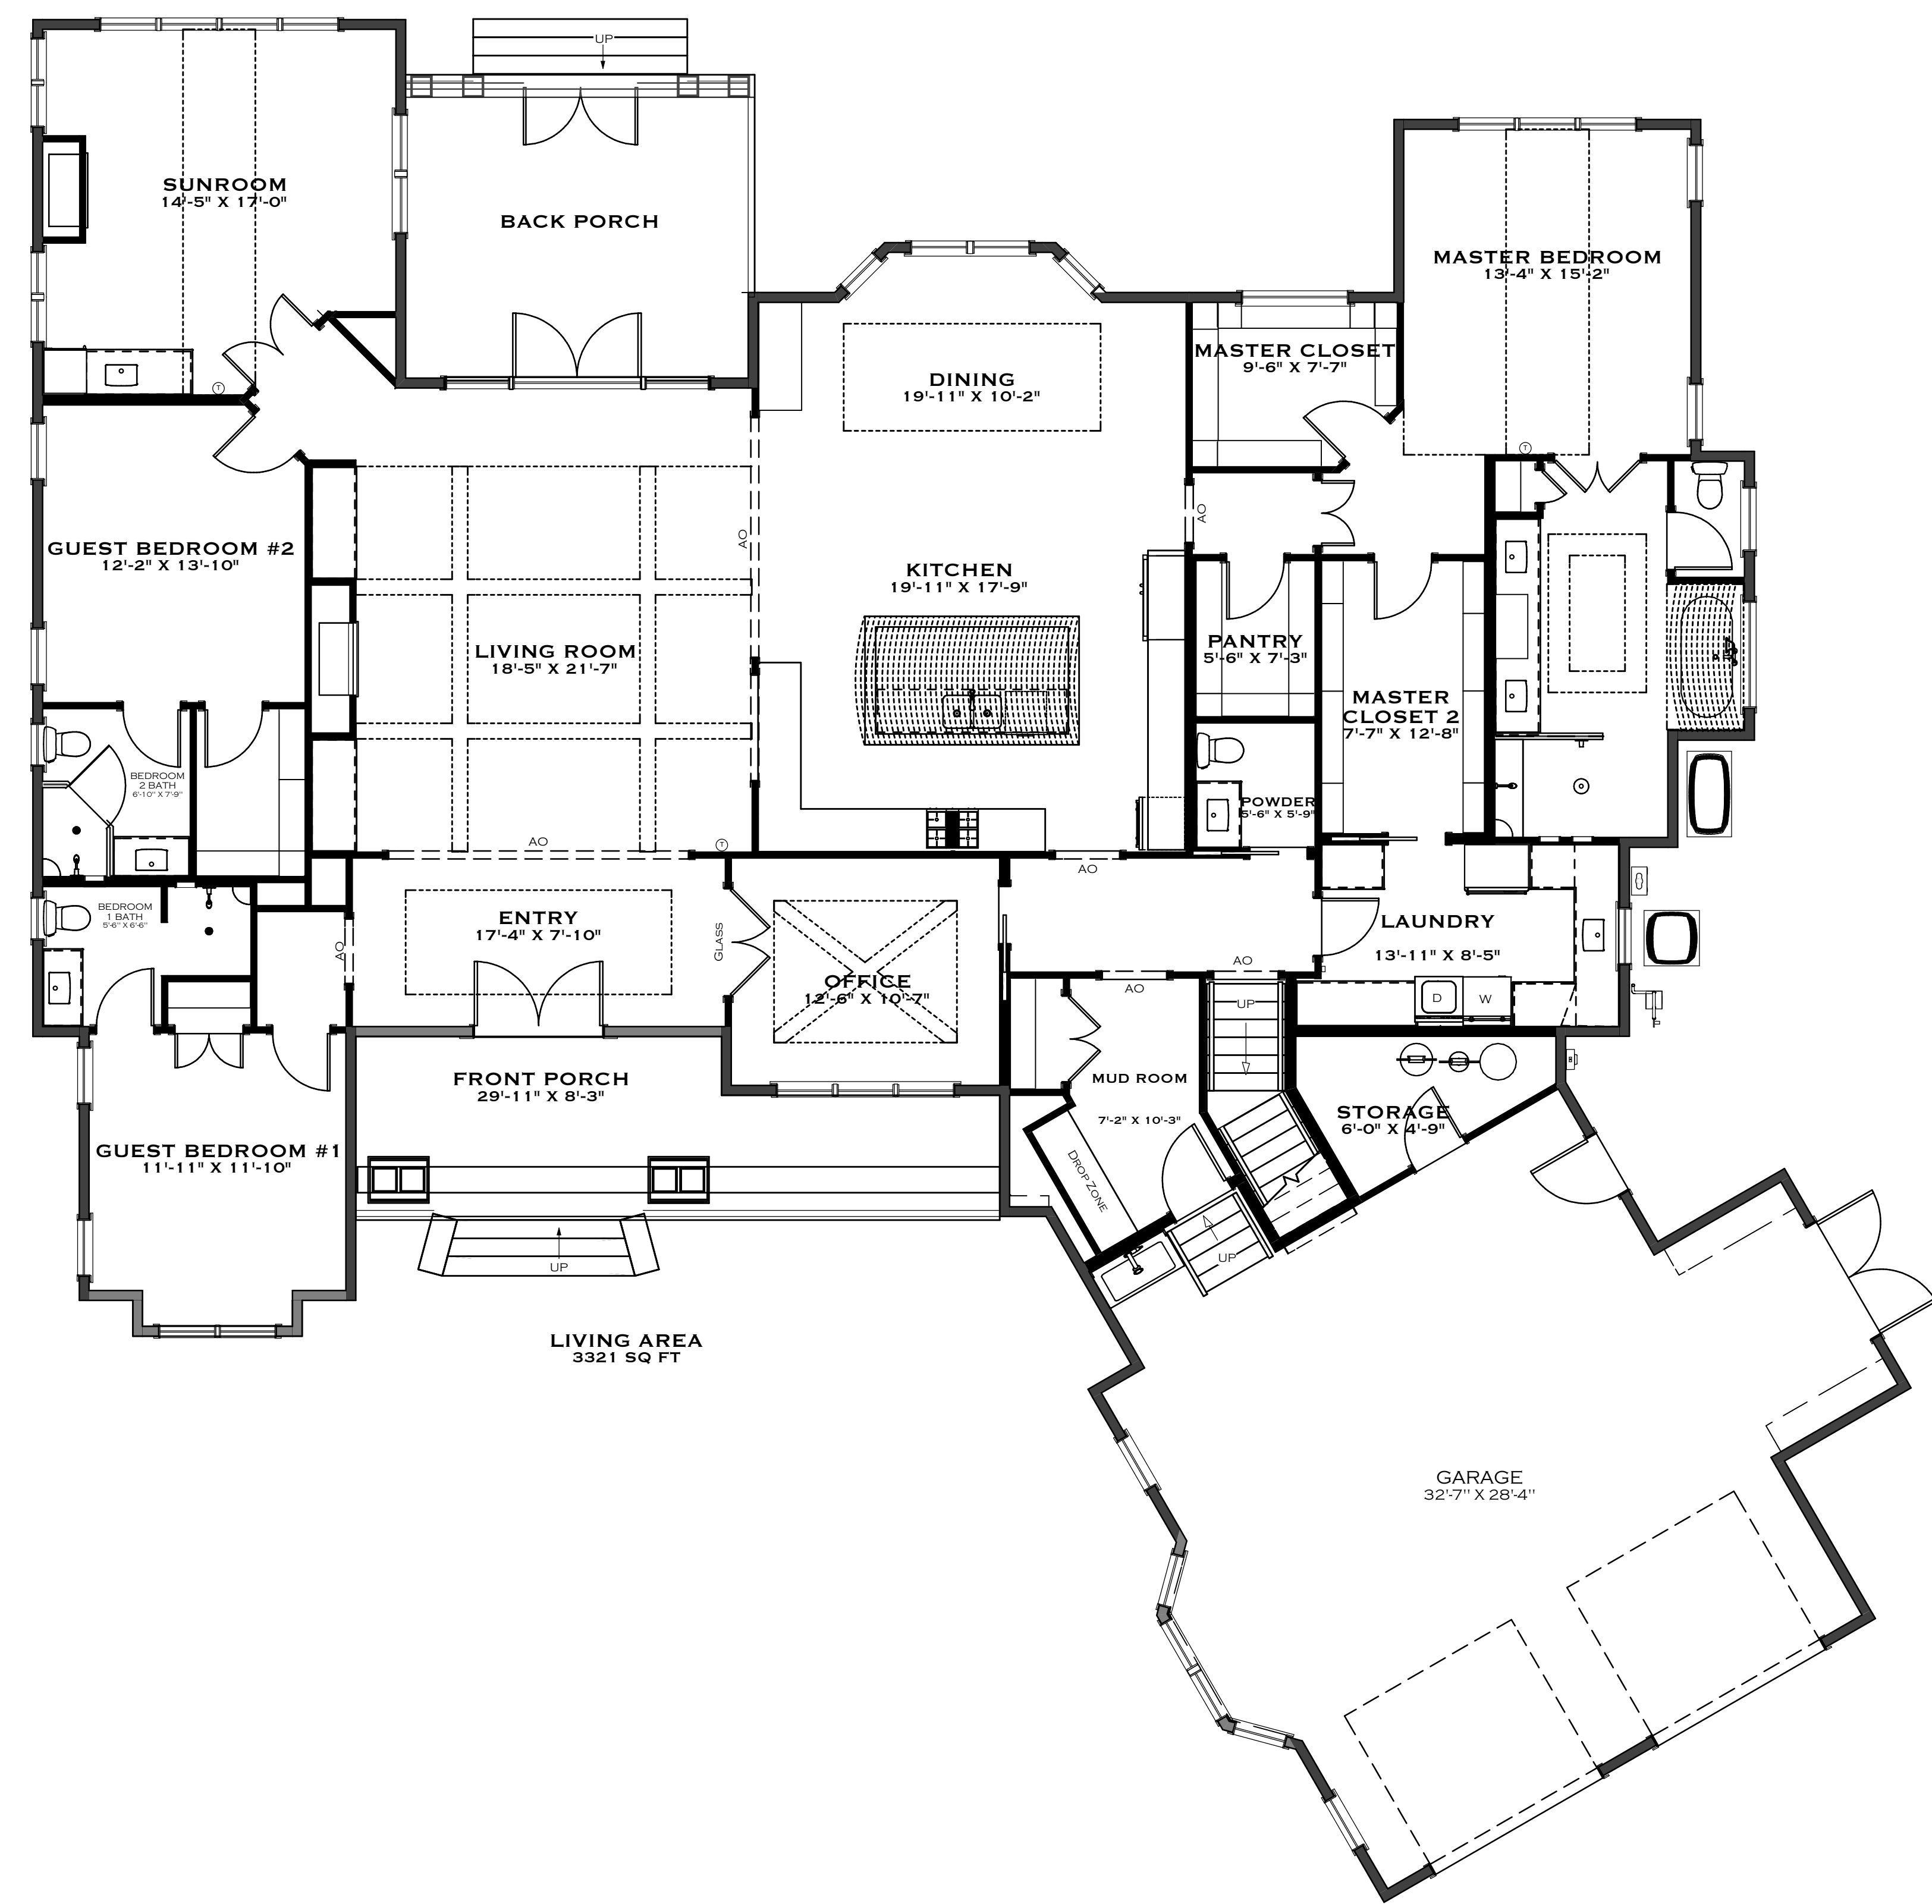 UP
SUNROOM
14'-5" X 17'-0"
BACK PORCH
MASTER BEDROOM
13'-4" X 15'-2"
MASTER CLOSET
9'-6" X 7'-7"
DINING
19'-11" X 10'-2"
T
T
AO
AO
GUEST BEDROOM #2
12'-2" X 13'-10"
KITCHEN
19'-11" X 17'-9"
LIVING ROOM
18'-5" X 21'-7"
PANTRY
5'-6" X 7'-3"
MASTER
CLOSET 2
7'-7" X 12'-8"
BEDROOM
2 BATH
6'-10" X 7'-9"
POWDER
5'-6" X 5'-9"
AO
T
AO
BEDROOM
1 BATH
5'-6" X 6'-6"
ENTRY
17'-4" X 7'-10"
AO
GLASS
LAUNDRY
13'-11" X 8'-5"
AO
OFFICE
12'-6" X 10'-7"
AO
UP
D
W
FRONT PORCH
29'-11" X 8'-3"
MUD ROOM
7'-2" X 10'-3"
STORAGE
6'-0" X 4'-9"
GUEST BEDROOM #1
11'-11" X 11'-10"
DROP ZONE
UP
UP
LIVING AREA
3321 SQ FT
GARAGE
32'-7" X 28'-4"